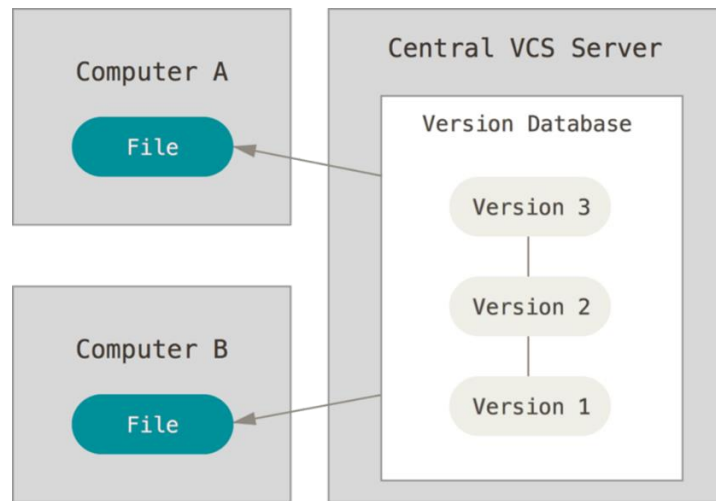 Computer A
File
Computer B
File
Central VCS Server
Version Database
Version 3
Version 2
Version 1